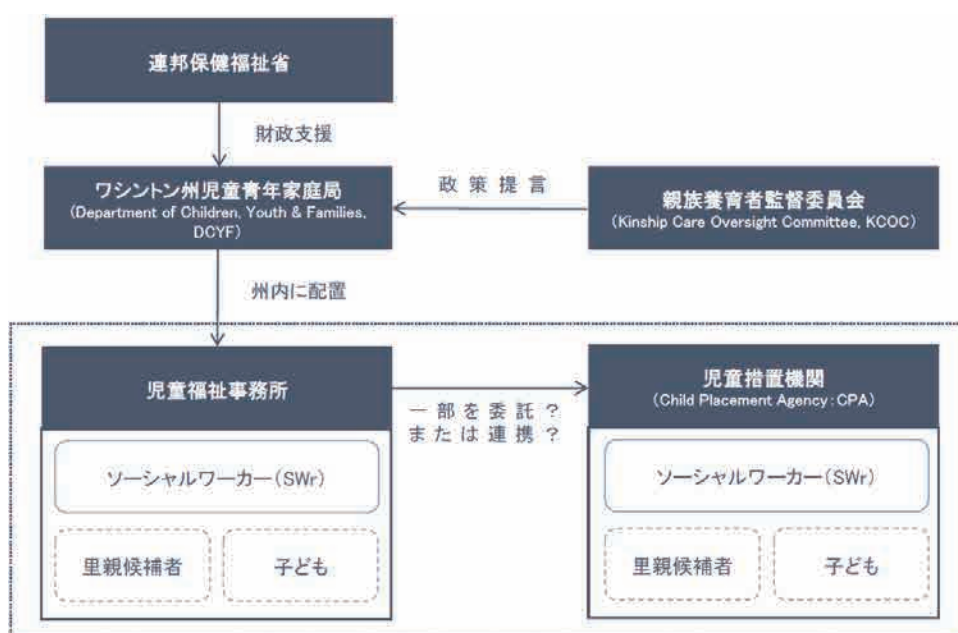 連邦保健福祉省
財政支援
ワシントン州児童青年家庭局
(Department of Children, Youth & Families,
DCYF)
政策提言
親族養育者監督委員会
(Kinship Care Oversight Committee, KCOC)
州内に配置
児童福祉事務所
一部を委託?
または連携?
児童措置機関
(Child Placement Agency:CPA)
ソーシャルワーカー(SWr)
里親候補者
子ども
ソーシャルワーカー(SWr)
里親候補者
子ども